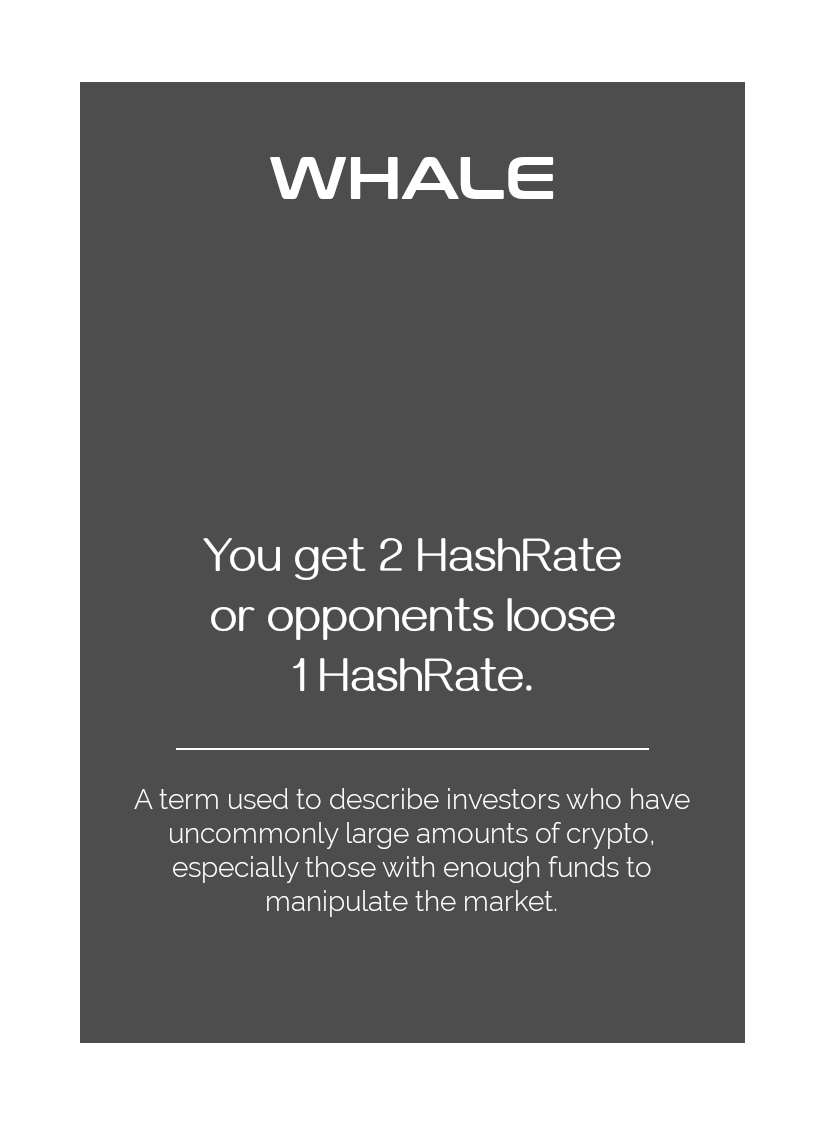 WHALE
You get 2 HashRate
or opponents loose
1 HashRate.
A term used to describe investors who have
uncommonly large amounts of crypto,
especially those with enough funds to
manipulate the market.